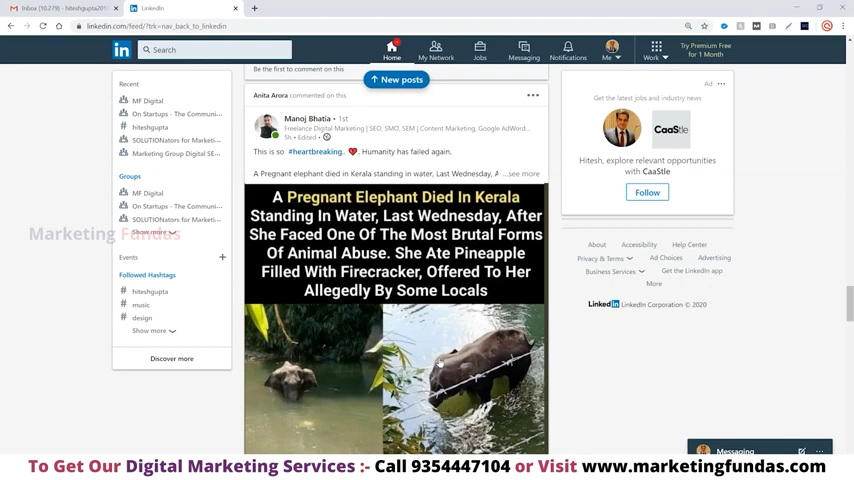 Inbox (10,279) - hiteshgupta201
LinkedIn
linkedin.com/feed/?trk=nav_back_to_linkedin
in
Search
Home
My Network
Jobs
Messaging
Notifications
Me
Work
Try Premium Free
for 1 Month
Recent
MF Digital
On Startups - The Communi...
hiteshgupta
SOLUTIONators for Marketi...
Marketing Group Digital SE...
Groups
MF Digital
On Startups - The Communi...
SOLUTIONators for Marketi...
Show more
Marketing Fundas
Events
Followed Hashtags
# hiteshgupta
# music
# design
Show more
Discover more
Be the first to comment on this
New posts
Anita Arora commented on this
Manoj Bhatia • 1st
Freelance Digital Marketing | SEO, SMO, SEM | Content Marketing, Google AdWord...
5h • Edited •
This is so #heartbreaking.. Humanity has failed again.
A Pregnant elephant died in Kerala standing in water, Last Wednesday, A ...see more
A Pregnant Elephant Died In Kerala
Standing In Water, Last Wednesday, After
She Faced One Of The Most Brutal Forms
Of Animal Abuse. She Ate Pineapple
Filled With Firecracker, Offered To Her
Allegedly By Some Locals
Ad
Get the latest jobs and industry news
CaaStle
Hitesh, explore relevant opportunities
with CaaStle
Follow
About Accessibility Help Center
Privacy & Terms Ad Choices Advertising
Business Services Get the LinkedIn app
More
LinkedIn LinkedIn Corporation © 2020
Messaging
To Get Our Digital Marketing Services :- Call 9354447104 or Visit www.marketingfundas.com